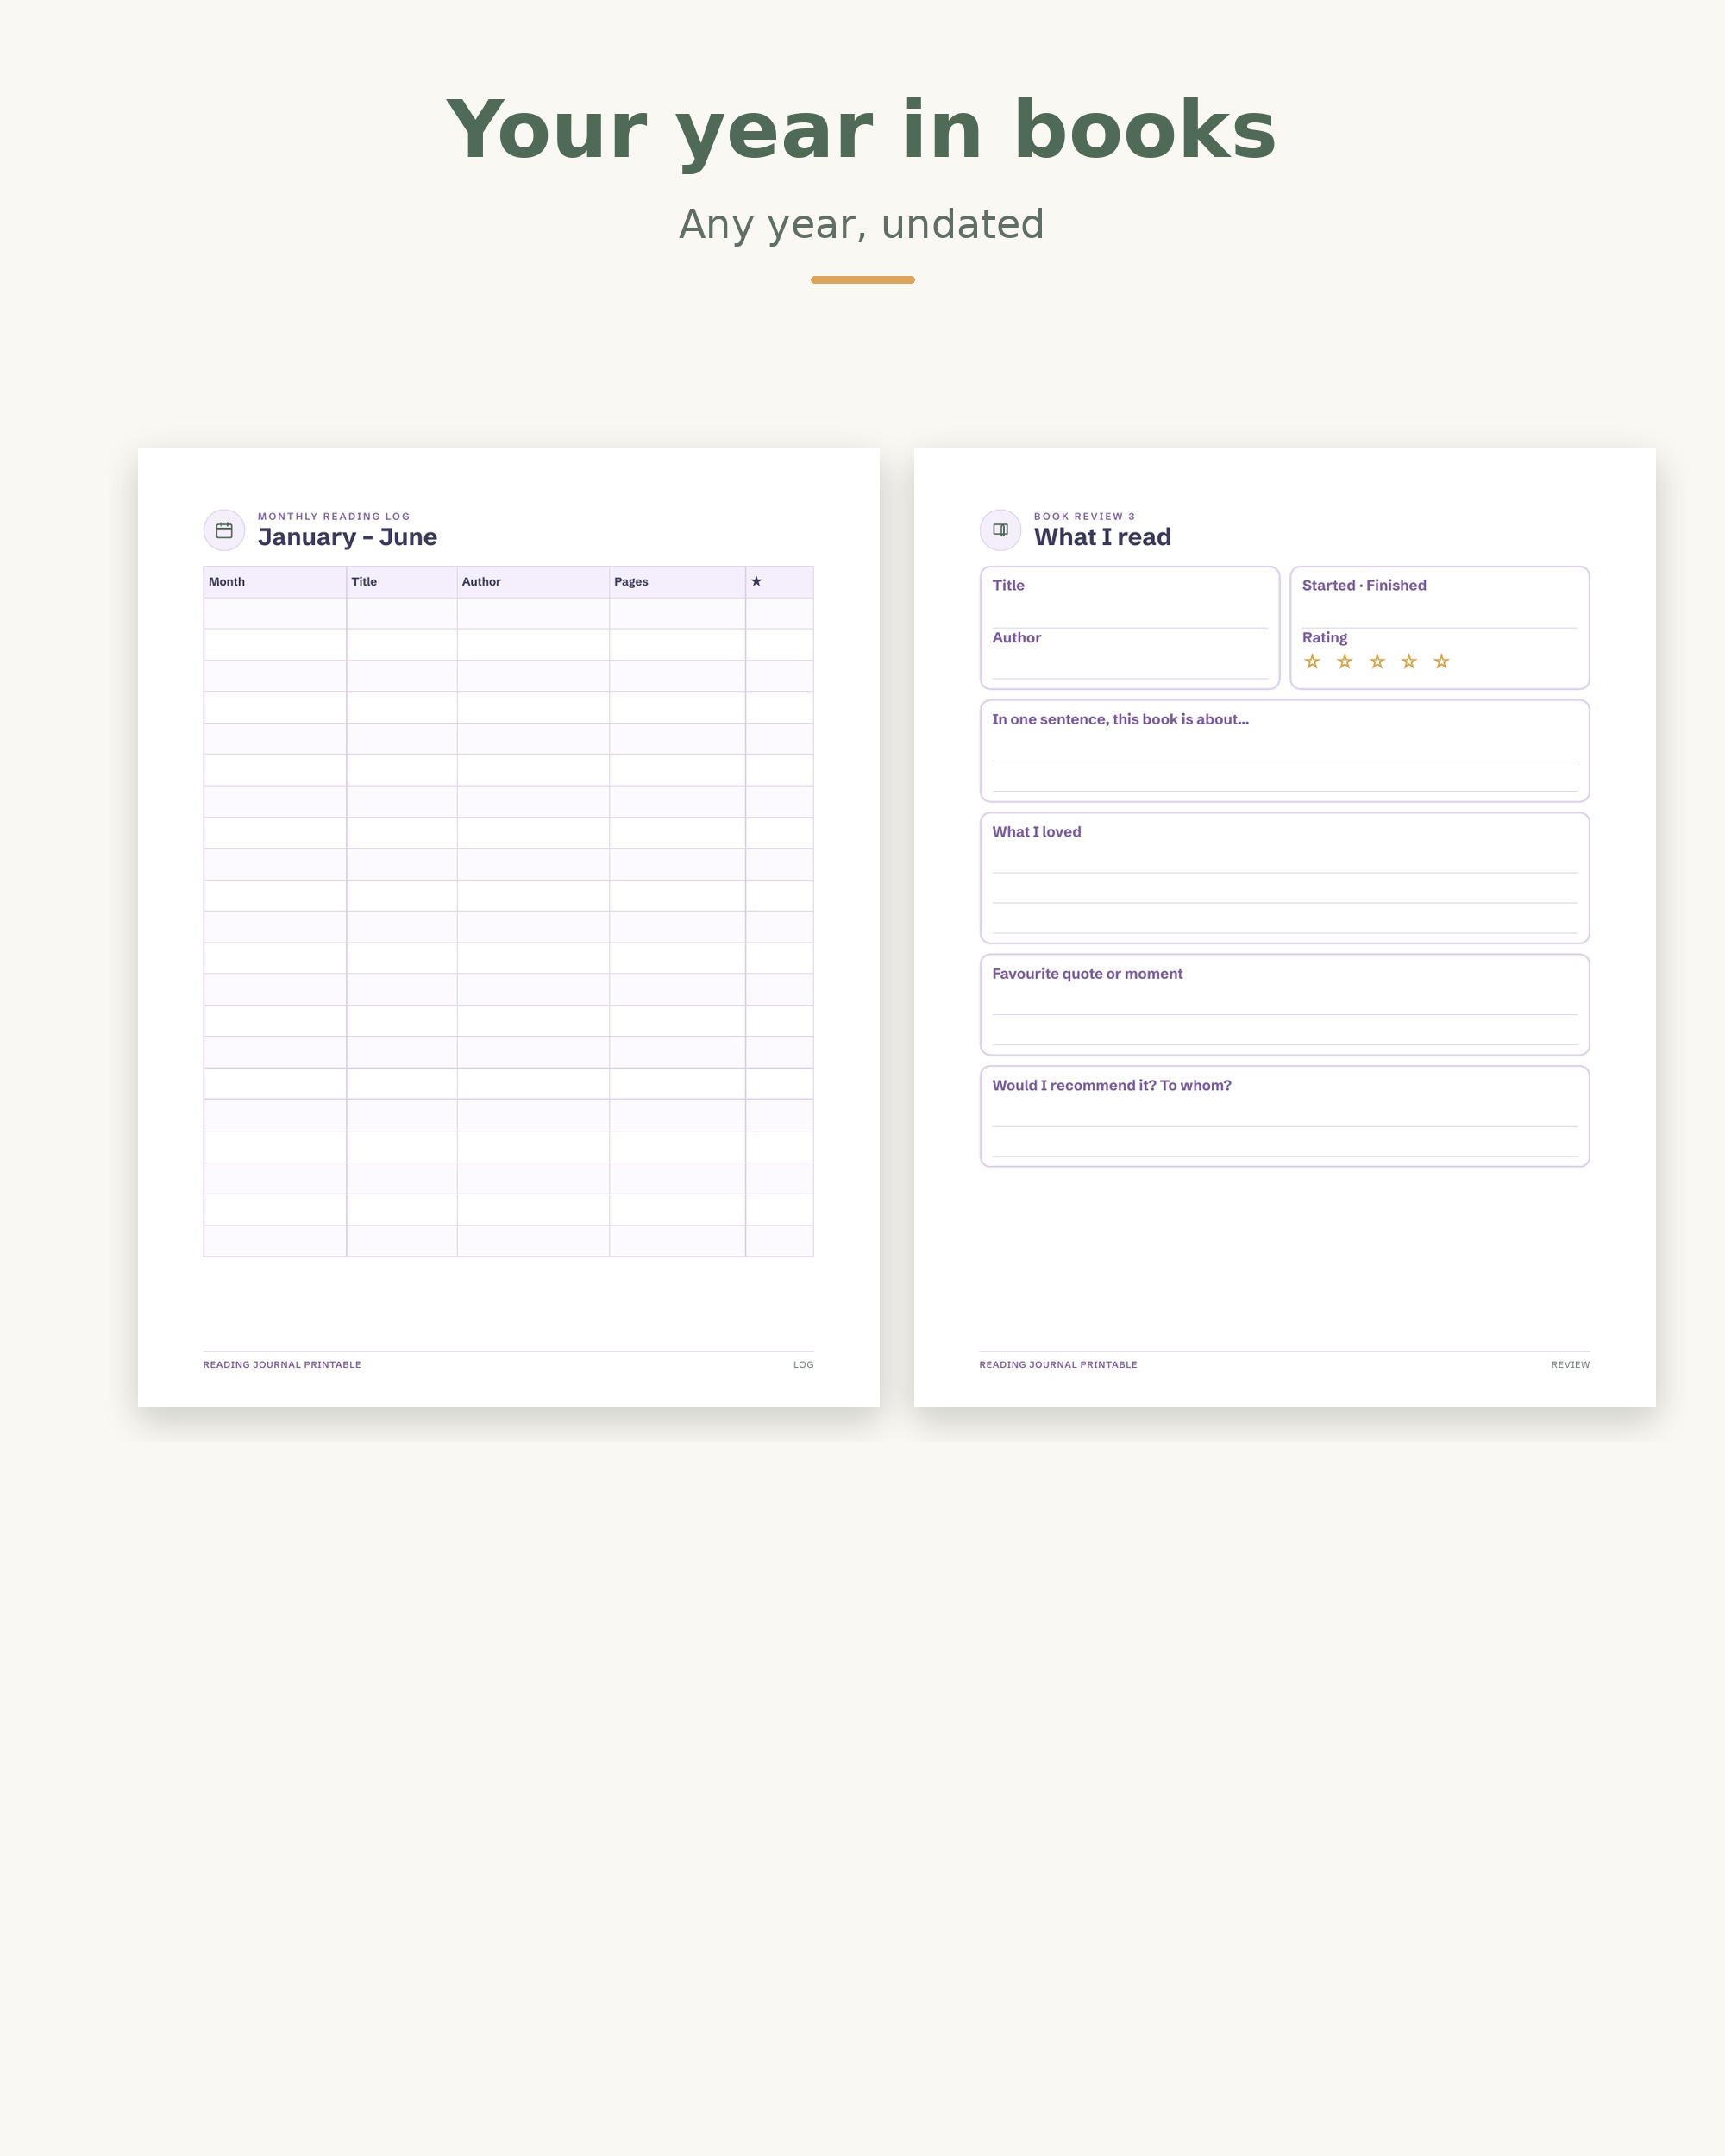 Your year in books
Any year, undated
MONTHLY READING LOG
January – June
Month Title Author Pages ★
READING JOURNAL PRINTABLE LOG
BOOK REVIEW 3
What I read
Title
Author
Started · Finished
Rating
☆ ☆ ☆ ☆ ☆
In one sentence, this book is about...
What I loved
Favourite quote or moment
Would I recommend it? To whom?
READING JOURNAL PRINTABLE REVIEW